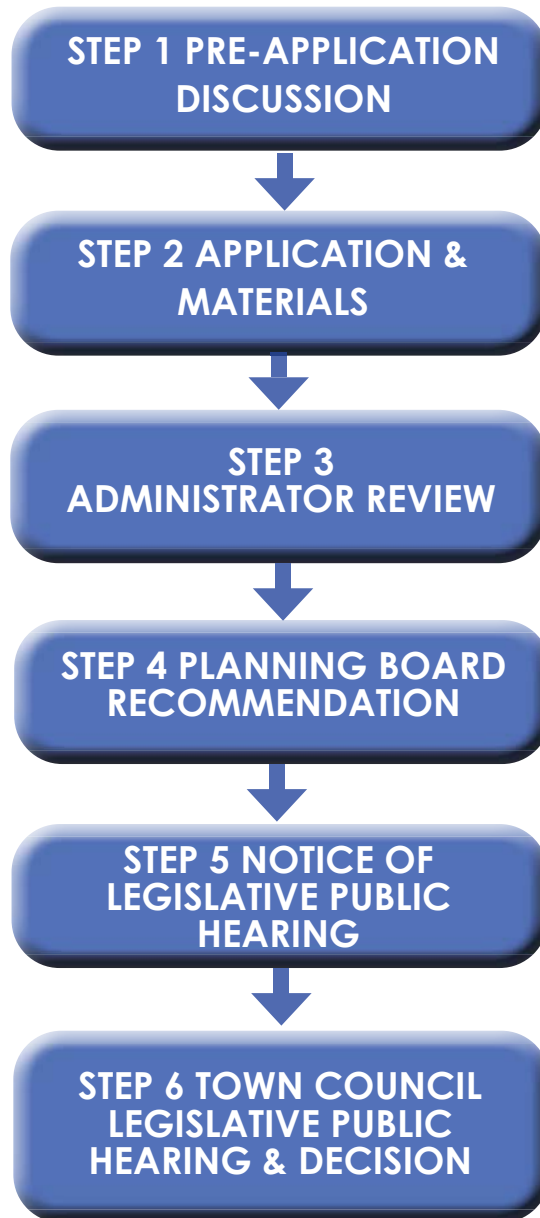 STEP 1 PRE-APPLICATION
DISCUSSION
STEP 2 APPLICATION &
MATERIALS
STEP 3
ADMINISTRATOR REVIEW
STEP 4 PLANNING BOARD
RECOMMENDATION
STEP 5 NOTICE OF
LEGISLATIVE PUBLIC
HEARING
STEP 6 TOWN COUNCIL
LEGISLATIVE PUBLIC
HEARING & DECISION